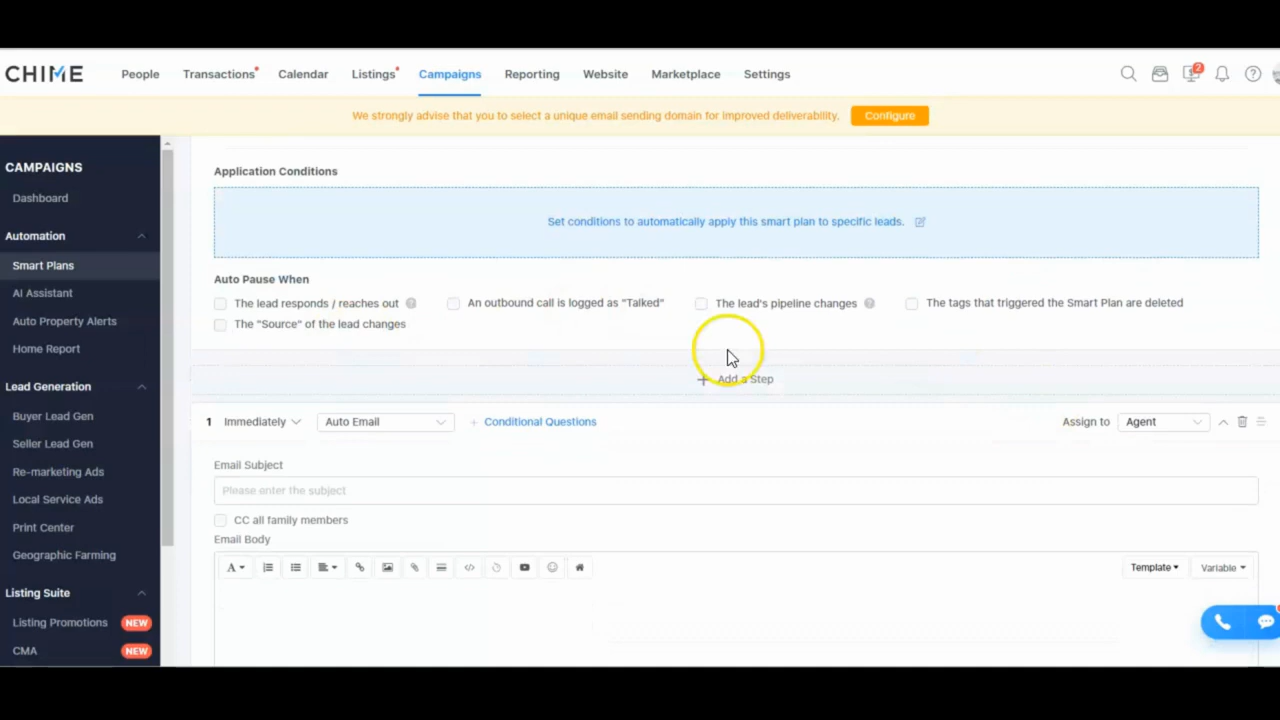 CHIME People Transactions Calendar Listings Campaigns Reporting Website Marketplace Settings 2
We strongly advise that you to select a unique email sending domain for improved deliverability. Configure
CAMPAIGNS
Dashboard
Automation
Smart Plans
AI Assistant
Auto Property Alerts
Home Report
Lead Generation
Buyer Lead Gen
Seller Lead Gen
Re-marketing Ads
Local Service Ads
Print Center
Geographic Farming
Listing Suite
Listing Promotions NEW
CMA NEW
Application Conditions
Set conditions to automatically apply this smart plan to specific leads.
Auto Pause When
The lead responds / reaches out An outbound call is logged as "Talked" The lead's pipeline changes The tags that triggered the Smart Plan are deleted
The "Source" of the lead changes
+ Add a Step
1 Immediately Auto Email + Conditional Questions Assign to Agent
Email Subject
Please enter the subject
CC all family members
Email Body
A Template Variable